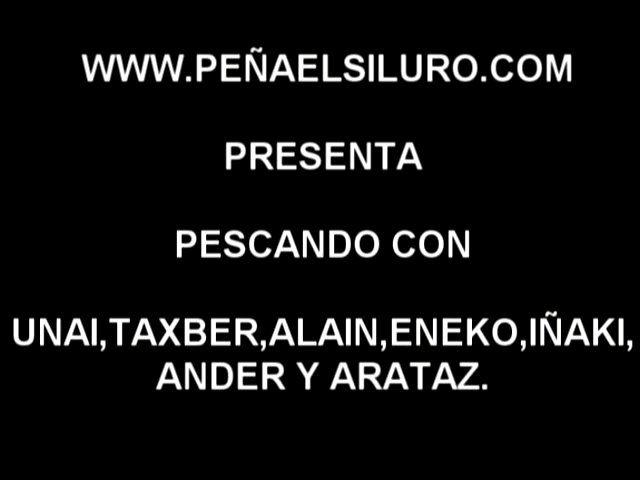 WWW.PEÑAELSILURO.COM
PRESENTA
PESCANDO CON
UNAI,TAXBER,ALAIN,ENEKO,IÑAKI,
ANDER Y ARATAZ.